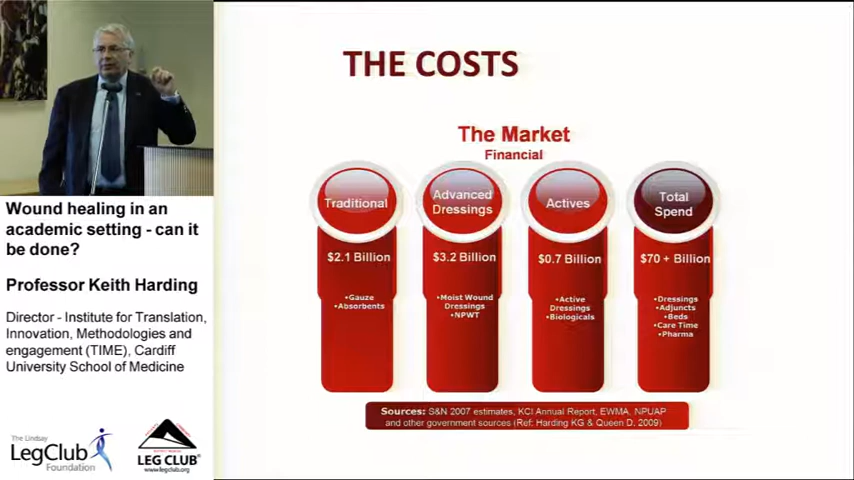 THE COSTS
The Market
Financial
Traditional
Advanced
Dressings
Actives
Total
Spend
$2.1 Billion
$3.2 Billion
$0.7 Billion
$70 + Billion
•Gauze
•Absorbents
•Moist Wound
Dressings
•NPWT
•Active
Dressings
•Biologicals
•Dressings
•Adjuncts
•Beds
•Care Time
•Pharma
Sources: S&N 2007 estimates, KCI Annual Report, EWMA, NPUAP
and other government sources (Ref: Harding KG & Queen D, 2009)
Wound healing in an
academic setting - can it
be done?
Professor Keith Harding
Director - Institute for Translation,
Innovation, Methodologies and
engagement (TIME), Cardiff
University School of Medicine
The Lindsay
LegClub
Foundation
LEG CLUB®
www.legclub.org